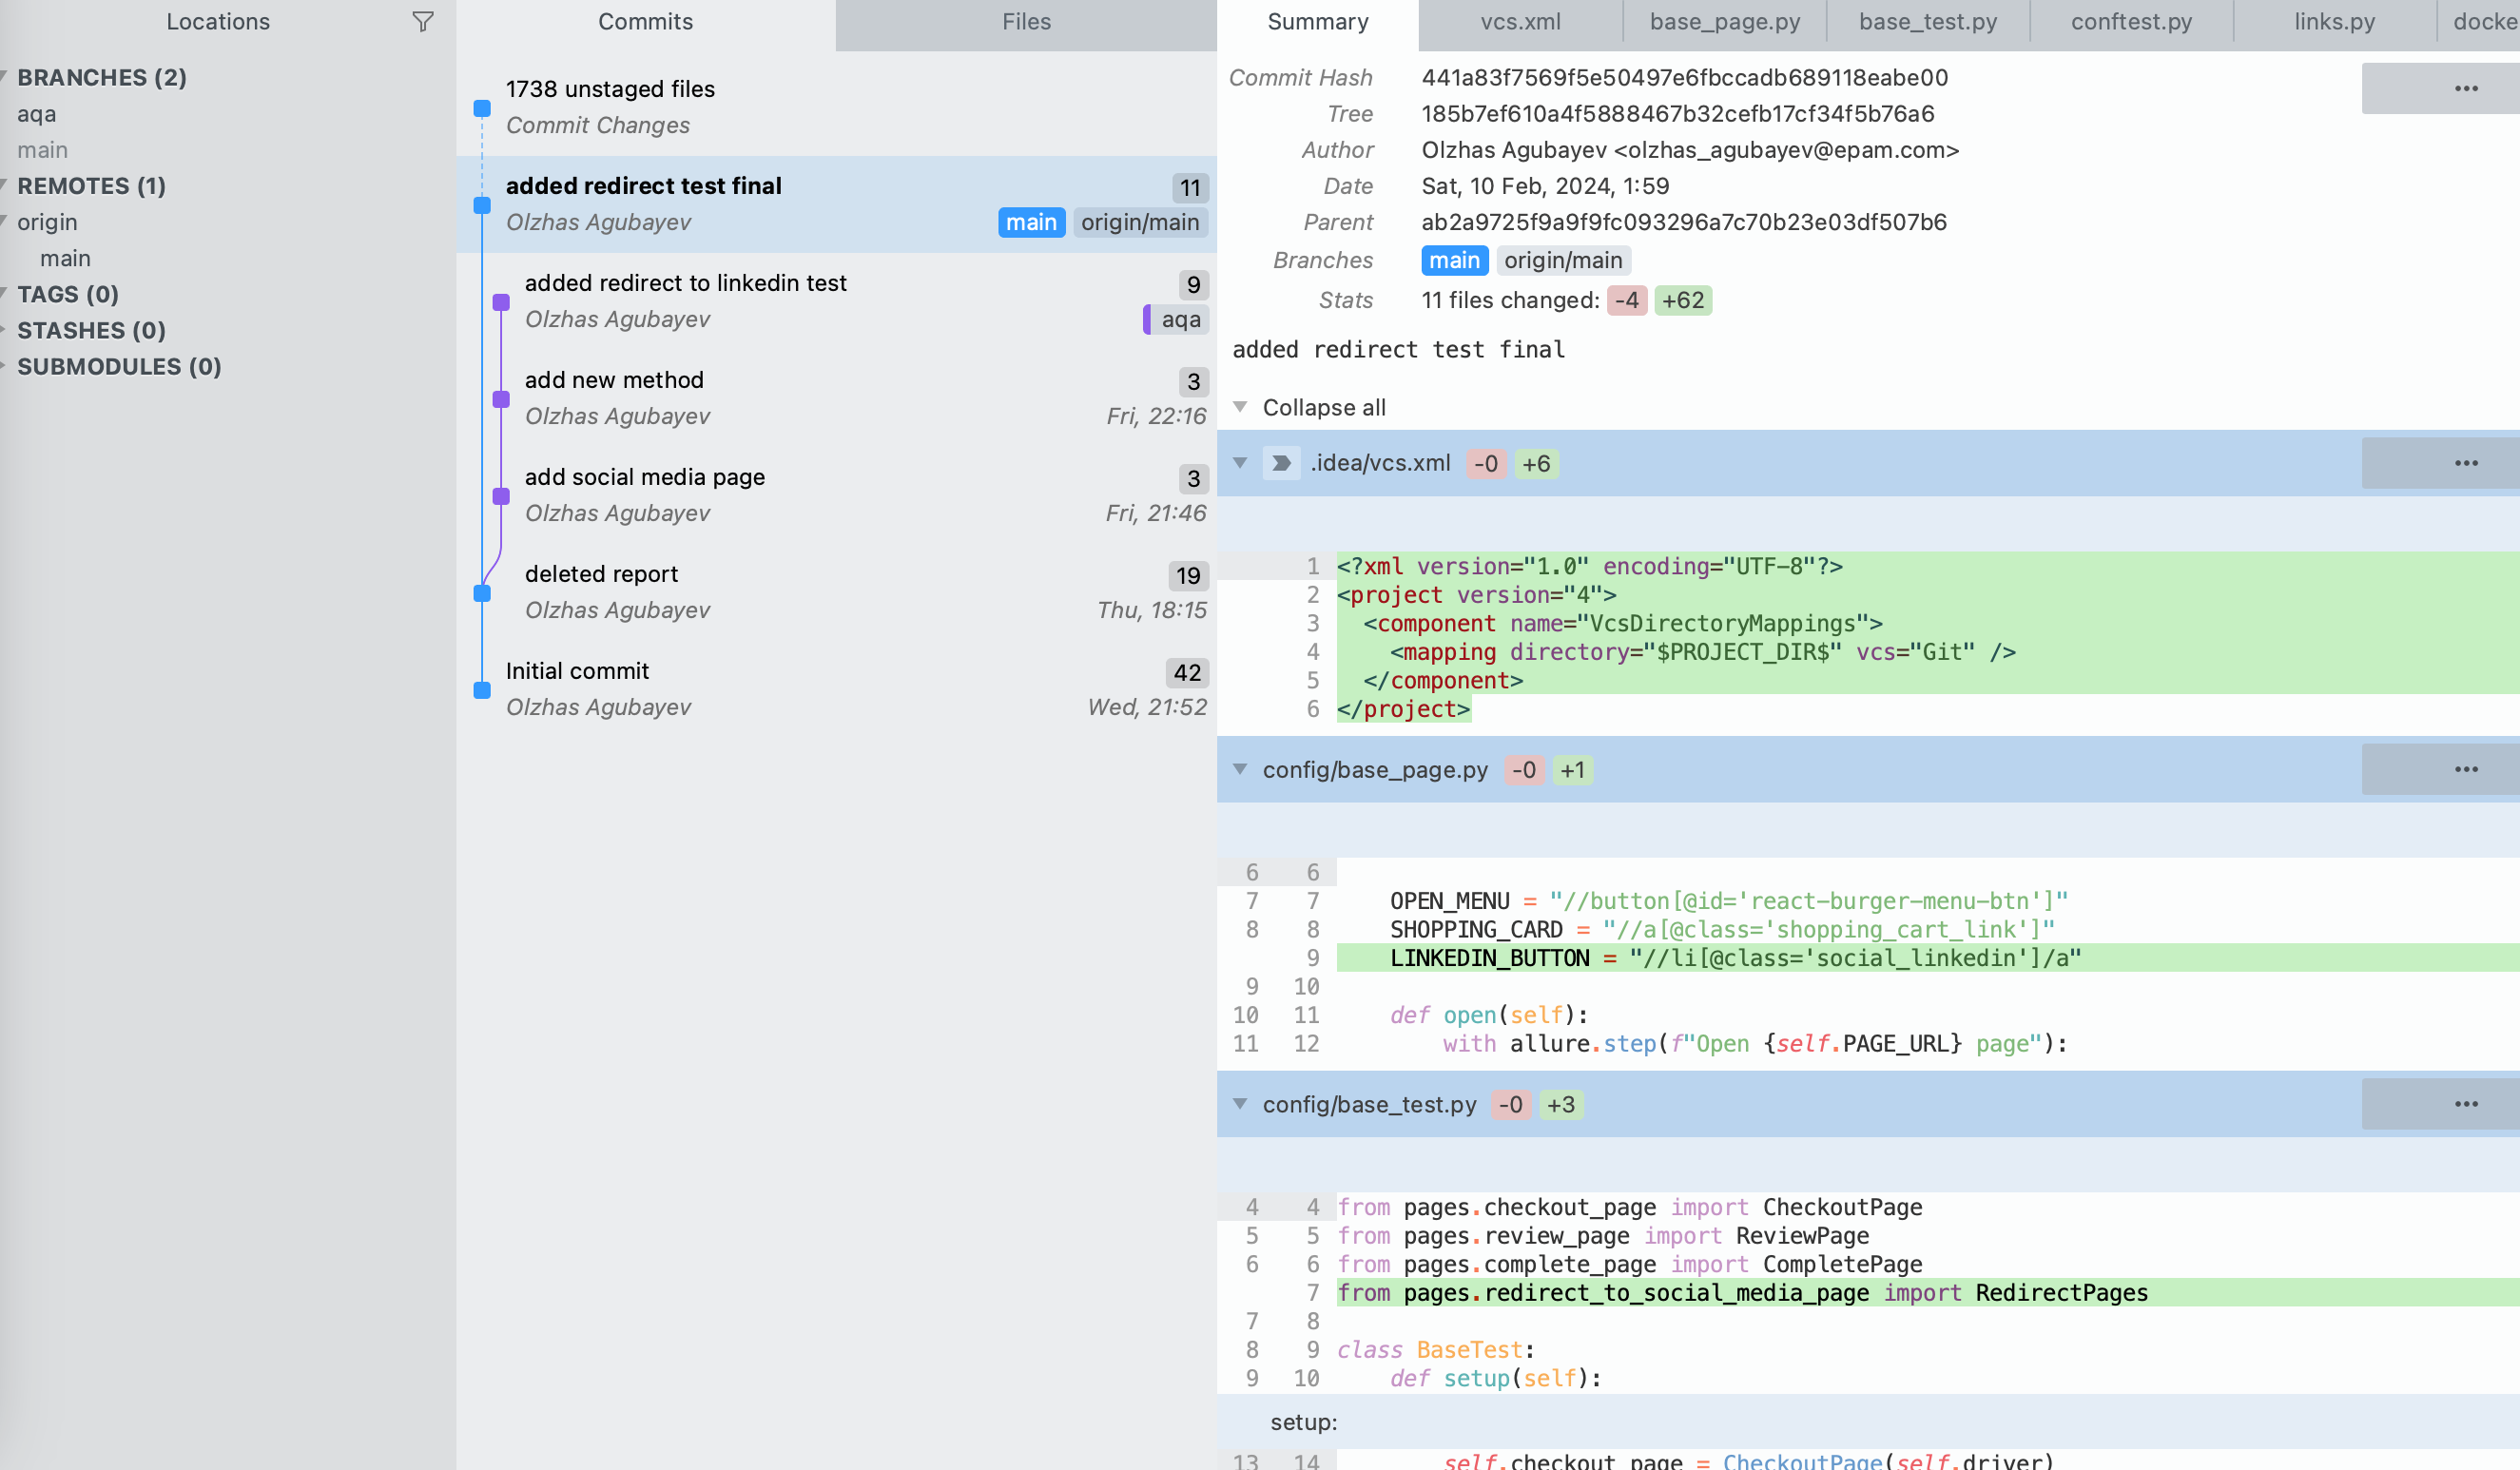 Locations
BRANCHES (2)
aqa
main
REMOTES (1)
origin
main
TAGS (0)
STASHES (0)
SUBMODULES (0)
Commits Files
1738 unstaged files
Commit Changes
added redirect test final 11
Olzhas Agubayev main origin/main
added redirect to linkedin test 9
Olzhas Agubayev aqa
add new method 3
Olzhas Agubayev Fri, 22:16
add social media page 3
Olzhas Agubayev Fri, 21:46
deleted report 19
Olzhas Agubayev Thu, 18:15
Initial commit 42
Olzhas Agubayev Wed, 21:52
Summary vcs.xml base_page.py base_test.py conftest.py links.py docke
Commit Hash 441a83f7569f5e50497e6fbccadb689118eabe00
Tree 185b7ef610a4f5888467b32cefb17cf34f5b76a6
Author Olzhas Agubayev <olzhas_agubayev@epam.com>
Date Sat, 10 Feb, 2024, 1:59
Parent ab2a9725f9a9f9fc093296a7c70b23e03df507b6
Branches main origin/main
Stats 11 files changed: -4 +62
added redirect test final
Collapse all
.idea/vcs.xml -0 +6
1 <?xml version="1.0" encoding="UTF-8"?>
2 <project version="4">
3   <component name="VcsDirectoryMappings">
4     <mapping directory="$PROJECT_DIR$" vcs="Git" />
5   </component>
6 </project>
config/base_page.py -0 +1
6 6
7 7     OPEN_MENU = "//button[@id='react-burger-menu-btn']"
8 8     SHOPPING_CARD = "//a[@class='shopping_cart_link']"
9     LINKEDIN_BUTTON = "//li[@class='social_linkedin']/a"
9 10
10 11     def open(self):
11 12         with allure.step(f"Open {self.PAGE_URL} page"):
config/base_test.py -0 +3
4 4 from pages.checkout_page import CheckoutPage
5 5 from pages.review_page import ReviewPage
6 6 from pages.complete_page import CompletePage
7 from pages.redirect_to_social_media_page import RedirectPages
7 8
8 9 class BaseTest:
9 10     def setup(self):
setup:
13 14         self.checkout_page = CheckoutPage(self.driver)